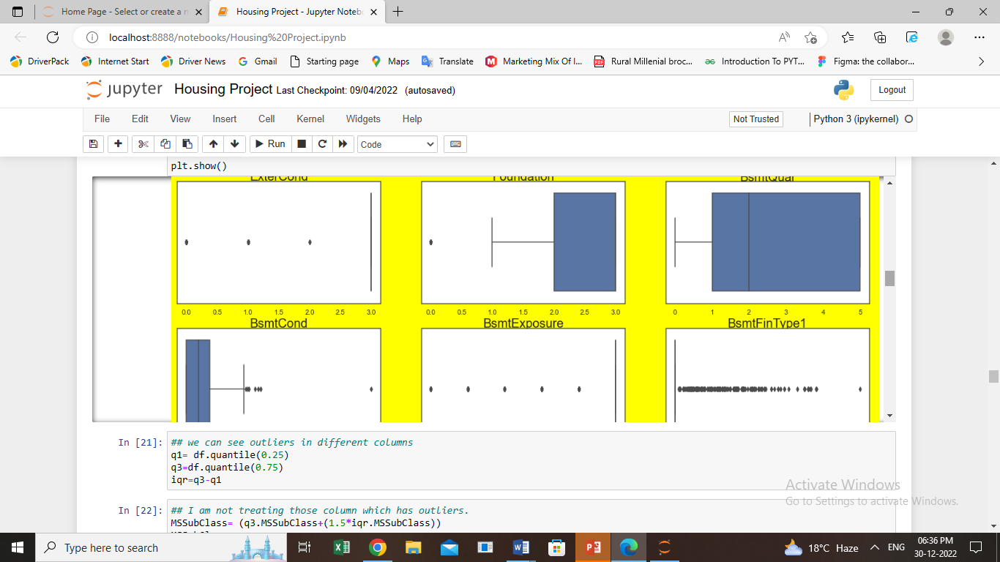 Home Page - Select or create a n
Housing Project - Jupyter Noteb
localhost:8888/notebooks/Housing%20Project.ipynb
DriverPack Internet Start Driver News Gmail Starting page Maps Translate Marketing Mix Of I... Rural Millenial broc... Introduction To PYT... Figma: the collabor...
jupyter Housing Project Last Checkpoint: 09/04/2022 (autosaved) Logout
File Edit View Insert Cell Kernel Widgets Help Not Trusted Python 3 (ipykernel)
Run Code
plt.show()
ExterCond Foundation BsmtQual
0.0 0.5 1.0 1.5 2.0 2.5 3.0 0.0 0.5 1.0 1.5 2.0 2.5 3.0 0 1 2 3 4 5
BsmtCond BsmtExposure BsmtFinType1
In [21]: ## we can see outliers in different columns
q1= df.quantile(0.25)
q3=df.quantile(0.75)
iqr=q3-q1
Activate Windows
Go to Settings to activate Windows.
In [22]: ## I am not treating those column which has outliers.
MSSubClass= (q3.MSSubClass+(1.5*iqr.MSSubClass))
Type here to search
18°C Haze ENG 06:36 PM
30-12-2022